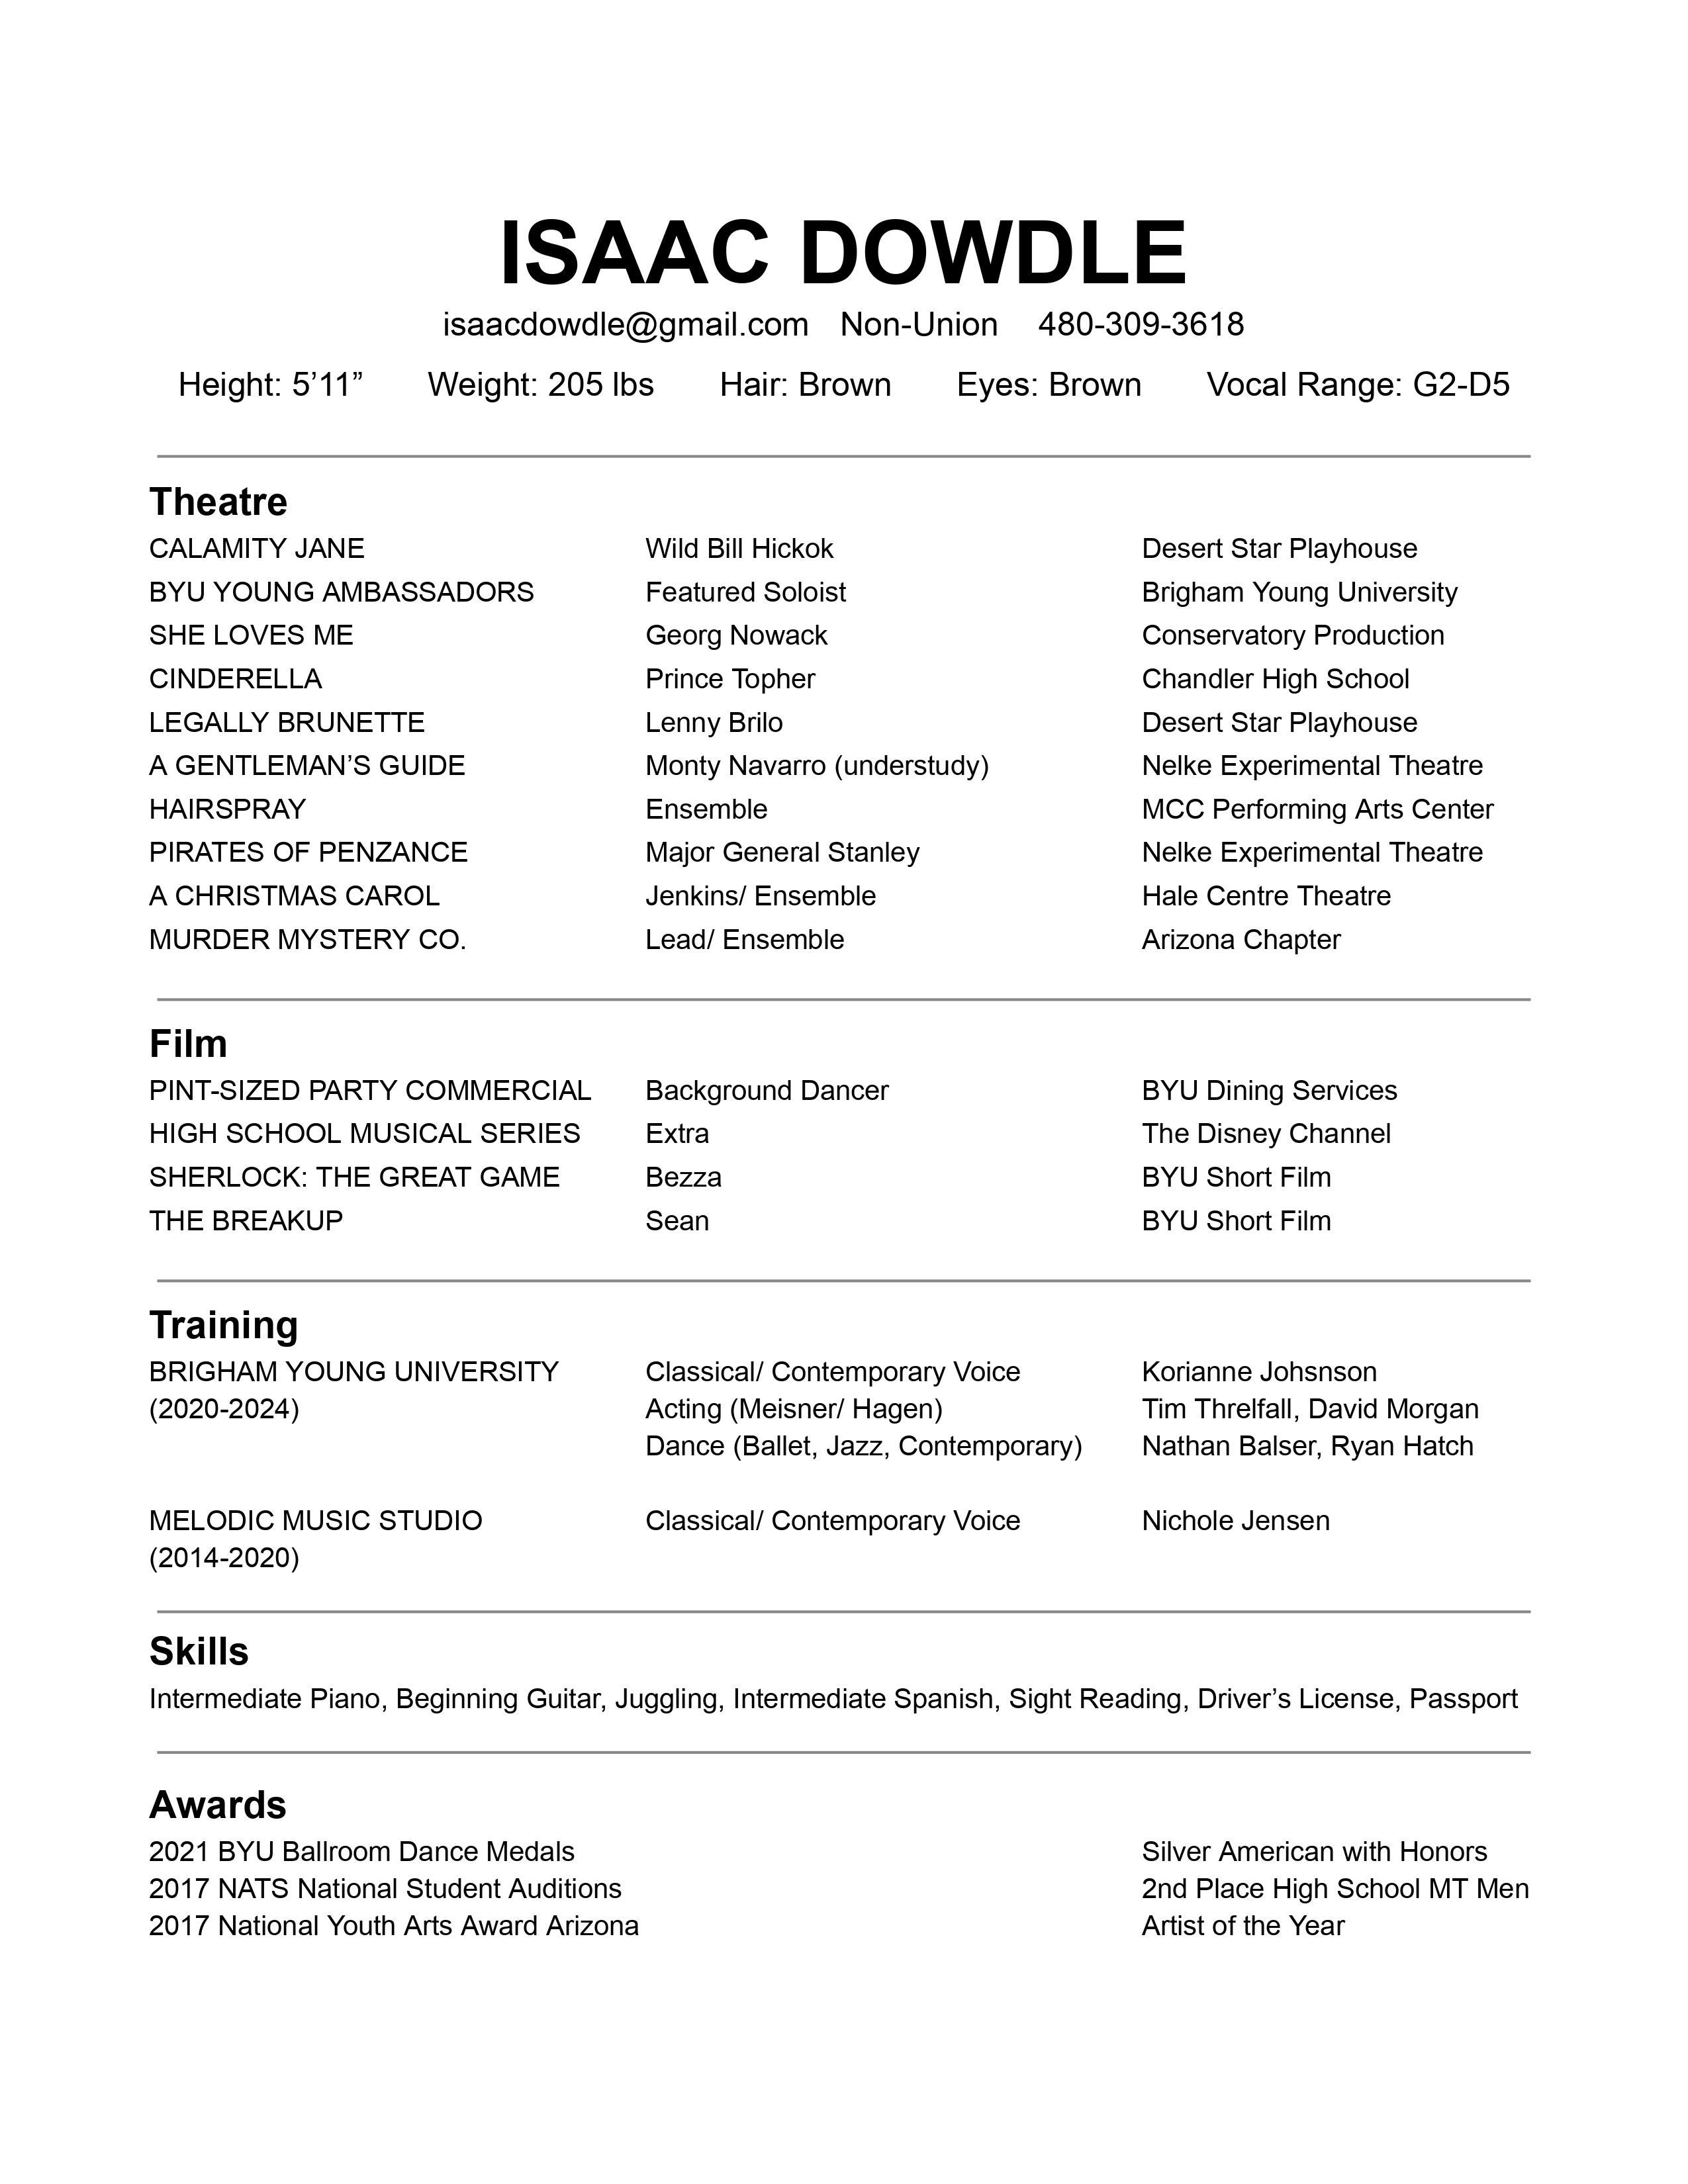 ISAAC DOWDLE
isaacdowdle@gmail.com Non-Union 480-309-3618
Height: 5’11” Weight: 205 lbs Hair: Brown Eyes: Brown Vocal Range: G2-D5
Theatre
CALAMITY JANE Wild Bill Hickok Desert Star Playhouse
BYU YOUNG AMBASSADORS Featured Soloist Brigham Young University
SHE LOVES ME Georg Nowack Conservatory Production
CINDERELLA Prince Topher Chandler High School
LEGALLY BRUNETTE Lenny Brilo Desert Star Playhouse
A GENTLEMAN’S GUIDE Monty Navarro (understudy) Nelke Experimental Theatre
HAIRSPRAY Ensemble MCC Performing Arts Center
PIRATES OF PENZANCE Major General Stanley Nelke Experimental Theatre
A CHRISTMAS CAROL Jenkins/ Ensemble Hale Centre Theatre
MURDER MYSTERY CO. Lead/ Ensemble Arizona Chapter
Film
PINT-SIZED PARTY COMMERCIAL Background Dancer BYU Dining Services
HIGH SCHOOL MUSICAL SERIES Extra The Disney Channel
SHERLOCK: THE GREAT GAME Bezza BYU Short Film
THE BREAKUP Sean BYU Short Film
Training
BRIGHAM YOUNG UNIVERSITY Classical/ Contemporary Voice Korianne Johsnson
(2020-2024) Acting (Meisner/ Hagen) Tim Threlfall, David Morgan
Dance (Ballet, Jazz, Contemporary) Nathan Balser, Ryan Hatch
MELODIC MUSIC STUDIO Classical/ Contemporary Voice Nichole Jensen
(2014-2020)
Skills
Intermediate Piano, Beginning Guitar, Juggling, Intermediate Spanish, Sight Reading, Driver’s License, Passport
Awards
2021 BYU Ballroom Dance Medals Silver American with Honors
2017 NATS National Student Auditions 2nd Place High School MT Men
2017 National Youth Arts Award Arizona Artist of the Year